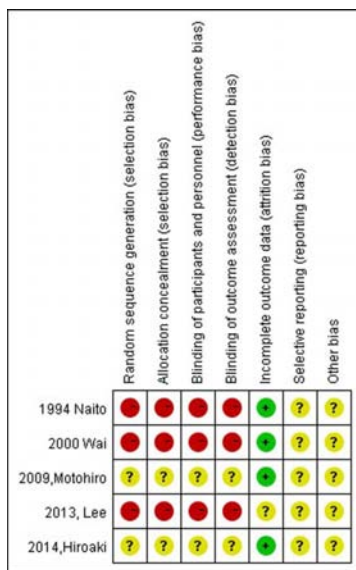 Random sequence generation (selection bias)
Allocation concealment (selection bias)
Blinding of participants and personnel (performance bias)
Blinding of outcome assessment (detection bias)
Incomplete outcome data (attrition bias)
Selective reporting (reporting bias)
Other bias
1994 Naito - - - - + ? ?
2000 Wai - - - - + ? ?
2009,Motohiro ? ? ? ? + ? ?
2013, Lee - - - - ? ? ?
2014,Hiroaki ? ? ? ? + ? ?